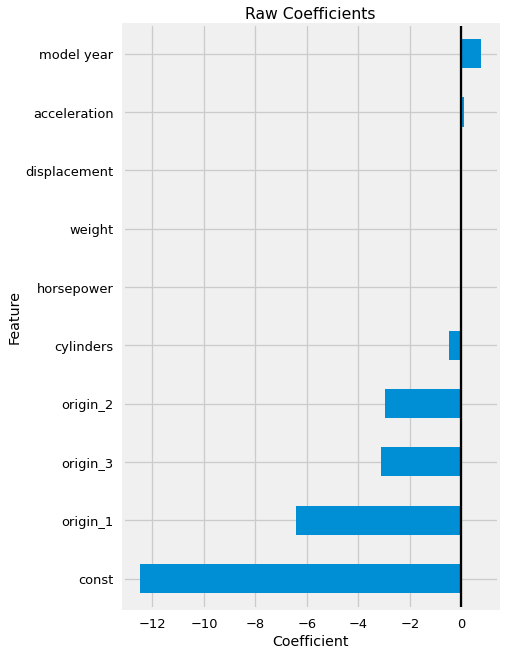 Raw Coefficients
model year
acceleration
displacement
weight
horsepower
cylinders
origin_2
origin_3
origin_1
const
Feature
−12 −10 −8 −6 −4 −2 0
Coefficient